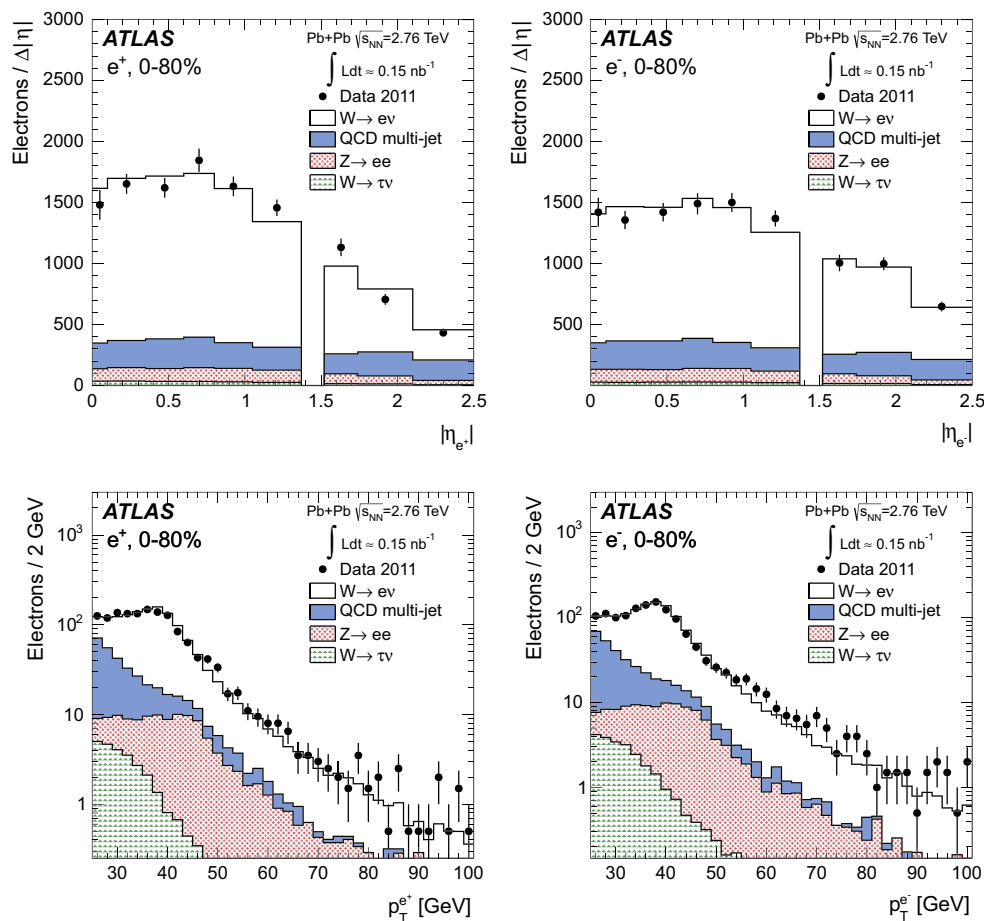 Electrons / Δ|η|
3000
2500
2000
1500
1000
500
0
ATLAS
e⁺, 0-80%
Pb+Pb √s_NN=2.76 TeV
∫ Ldt ≈ 0.15 nb⁻¹
Data 2011
W→ eν
QCD multi-jet
Z→ ee
W→ τν
0 0.5 1 1.5 2 2.5
|η_e⁺|
Electrons / Δ|η|
3000
2500
2000
1500
1000
500
0
ATLAS
e⁻, 0-80%
Pb+Pb √s_NN=2.76 TeV
∫ Ldt ≈ 0.15 nb⁻¹
Data 2011
W→ eν
QCD multi-jet
Z→ ee
W→ τν
0 0.5 1 1.5 2 2.5
|η_e⁻|
Electrons / 2 GeV
10³
10²
10
1
ATLAS
e⁺, 0-80%
Pb+Pb √s_NN=2.76 TeV
∫ Ldt ≈ 0.15 nb⁻¹
Data 2011
W→ eν
QCD multi-jet
Z→ ee
W→ τν
30 40 50 60 70 80 90 100
p_T^e⁺ [GeV]
Electrons / 2 GeV
10³
10²
10
1
ATLAS
e⁻, 0-80%
Pb+Pb √s_NN=2.76 TeV
∫ Ldt ≈ 0.15 nb⁻¹
Data 2011
W→ eν
QCD multi-jet
Z→ ee
W→ τν
30 40 50 60 70 80 90 100
p_T^e⁻ [GeV]